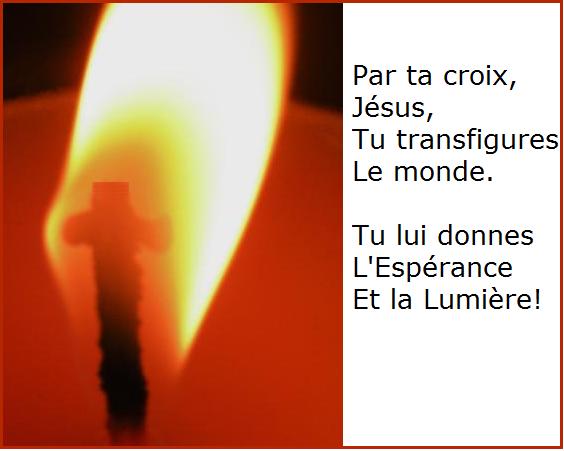 Par ta croix,
Jésus,
Tu transfigures
Le monde.
Tu lui donnes
L'Espérance
Et la Lumière!